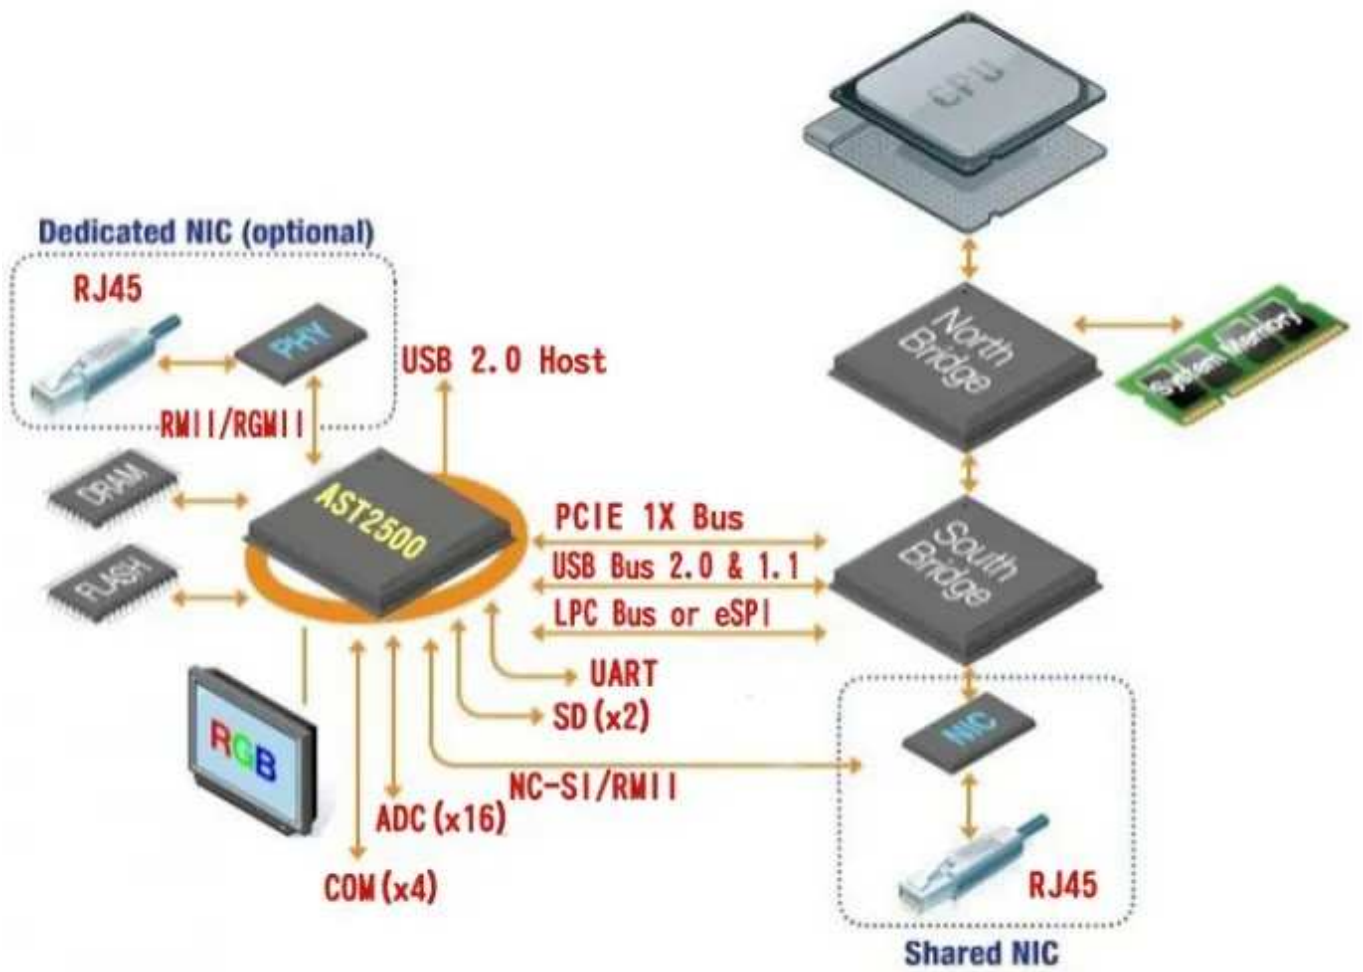 CPU
Dedicated NIC (optional)
RJ45
PHY
North
Bridge
System Memory
USB 2.0 Host
RMII/RGMII
DRAM
AST2500
FLASH
PCIE 1X Bus
USB Bus 2.0 & 1.1
LPC Bus or eSPI
South
Bridge
UART
SD(x2)
RGB
NIC
NC-SI/RMII
ADC(x16)
COM(x4)
RJ45
Shared NIC